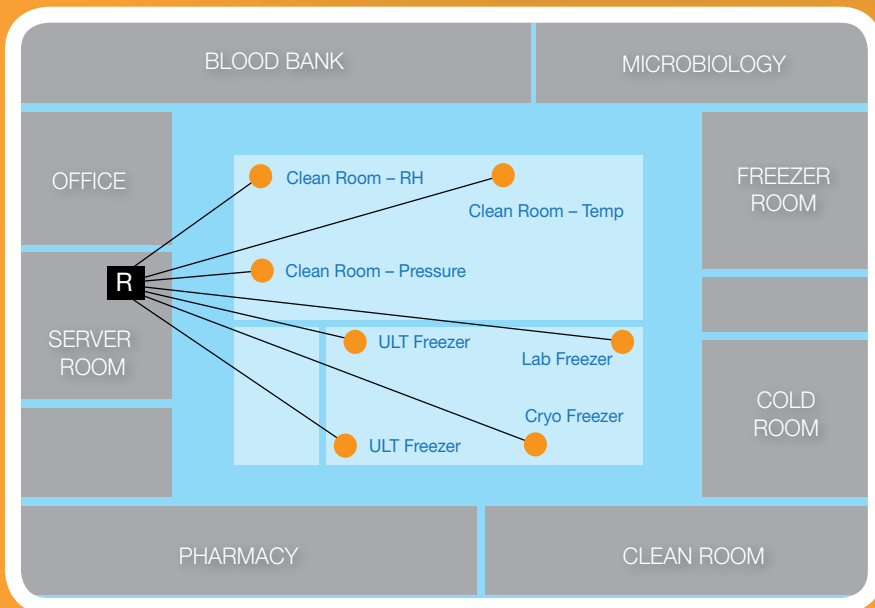 BLOOD BANK
MICROBIOLOGY
OFFICE
FREEZER
ROOM
Clean Room – RH
Clean Room – Temp
Clean Room – Pressure
R
SERVER
ROOM
ULT Freezer
Lab Freezer
Cryo Freezer
ULT Freezer
COLD
ROOM
PHARMACY
CLEAN ROOM